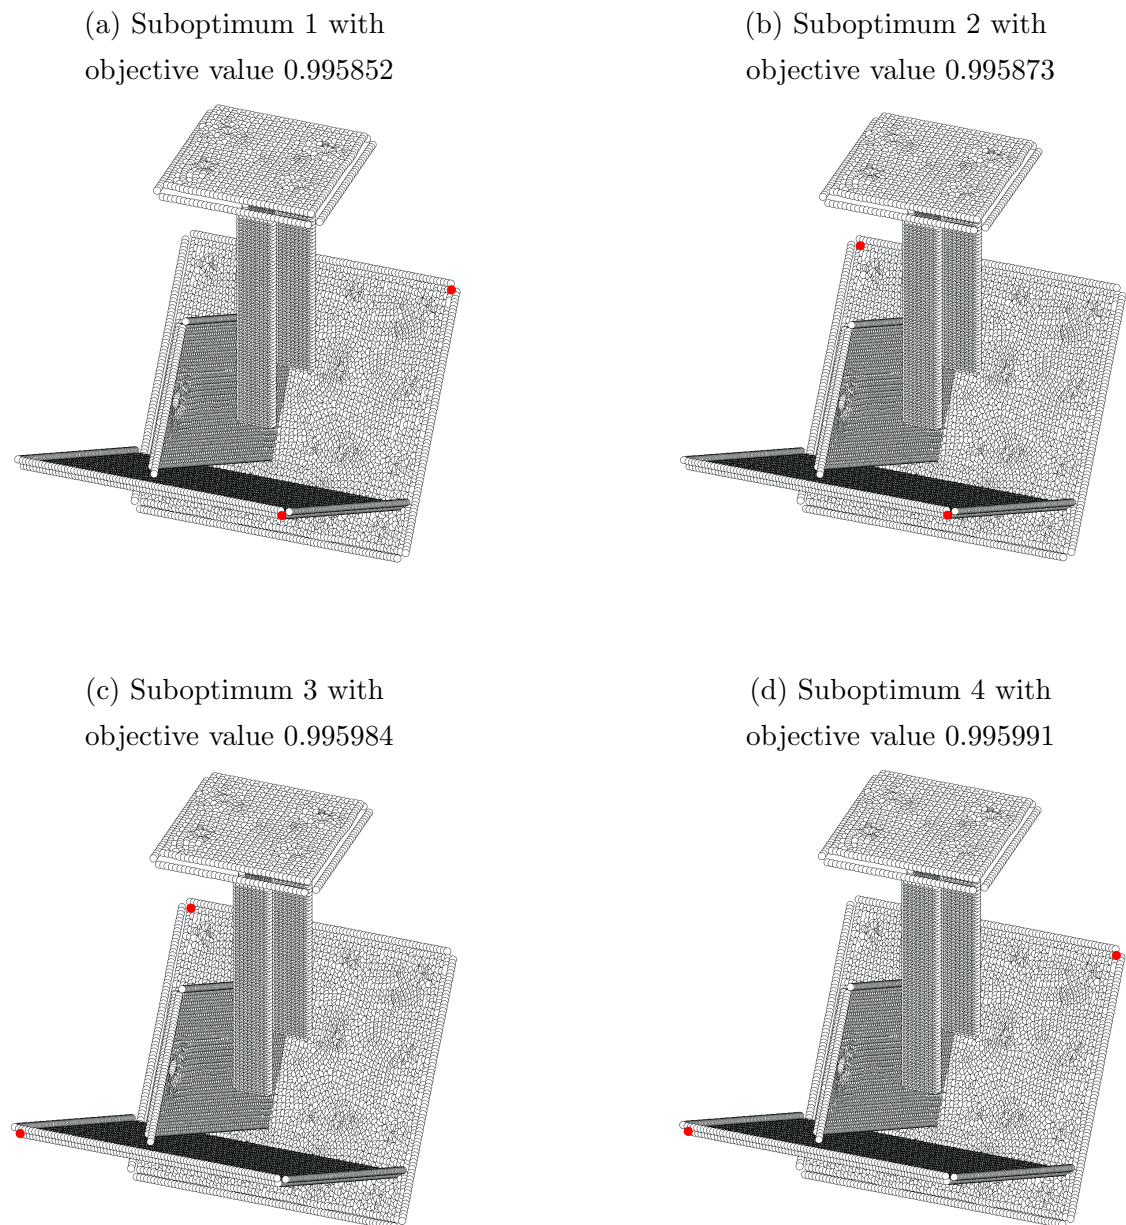 (a) Suboptimum 1 with
objective value 0.995852
(b) Suboptimum 2 with
objective value 0.995873
(c) Suboptimum 3 with
objective value 0.995984
(d) Suboptimum 4 with
objective value 0.995991